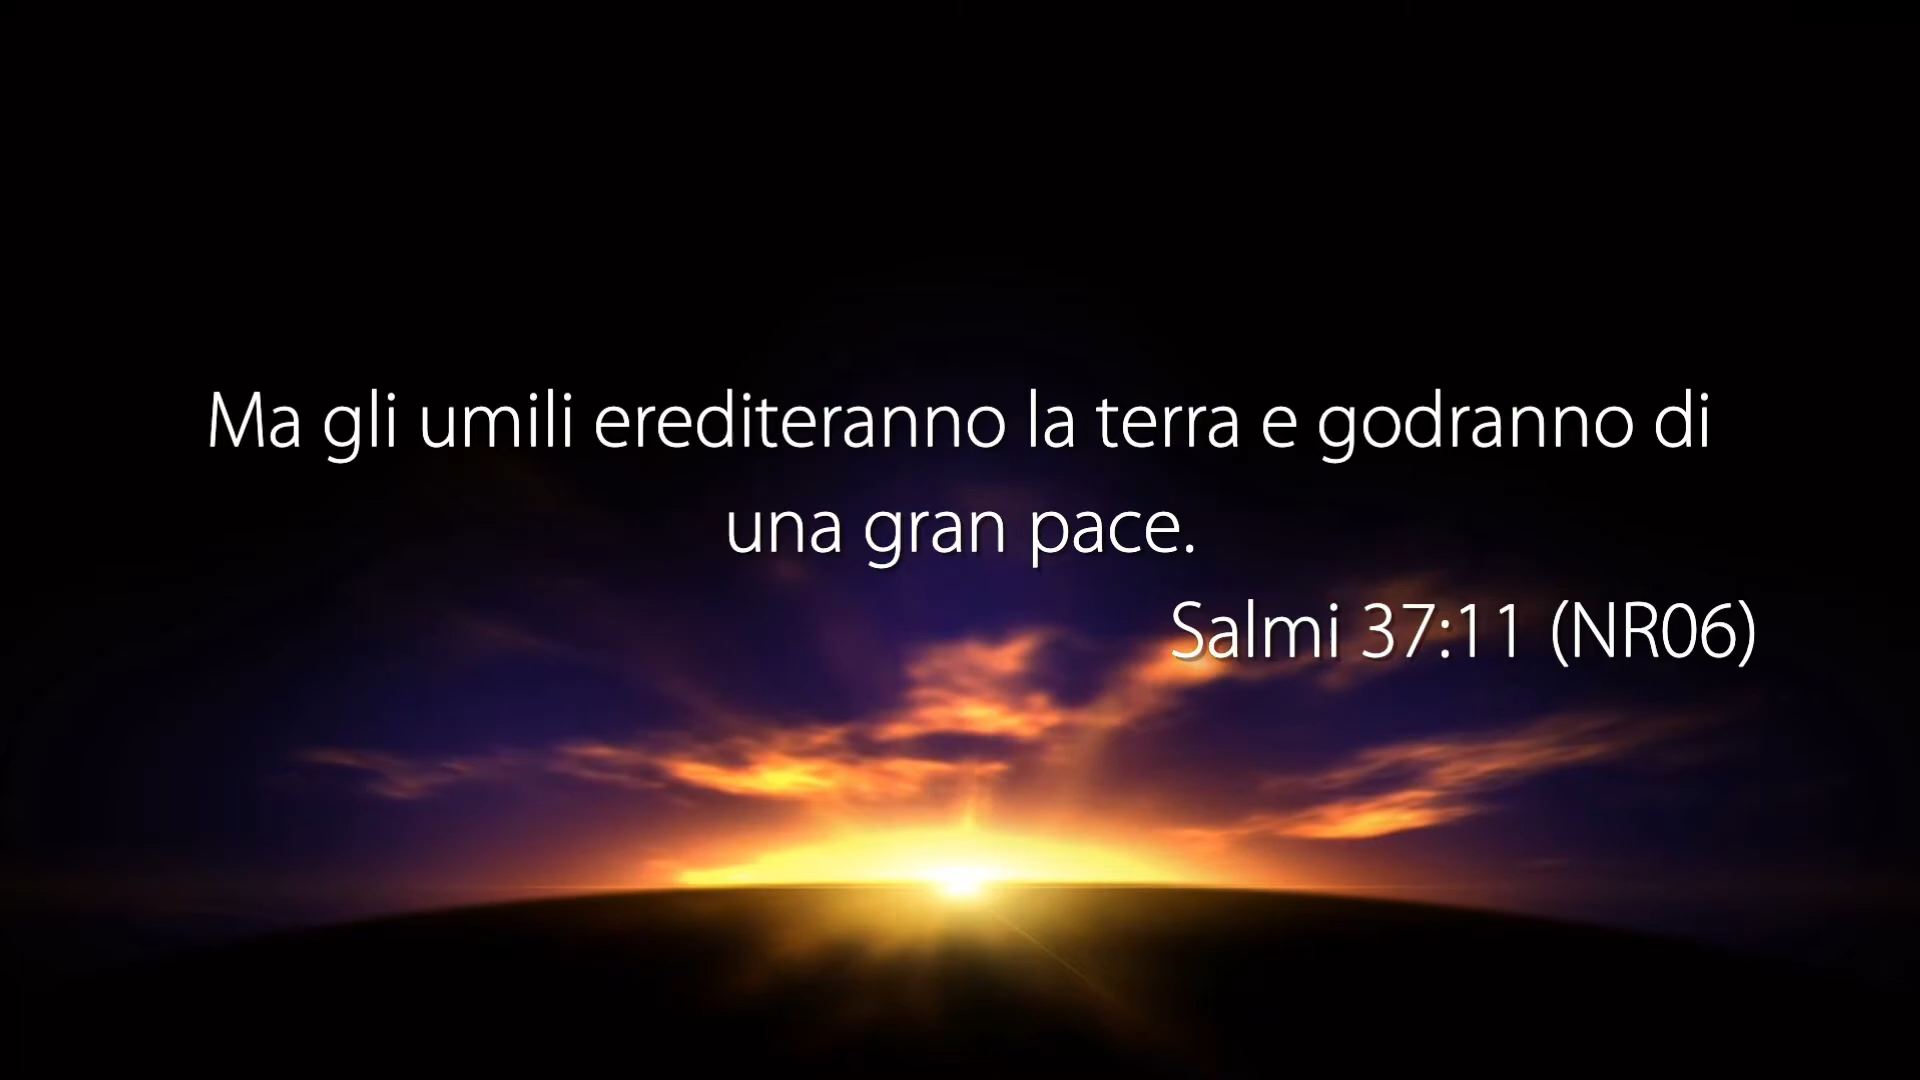 Ma gli umili erediteranno la terra e godranno di
una gran pace.
Salmi 37:11 (NR06)